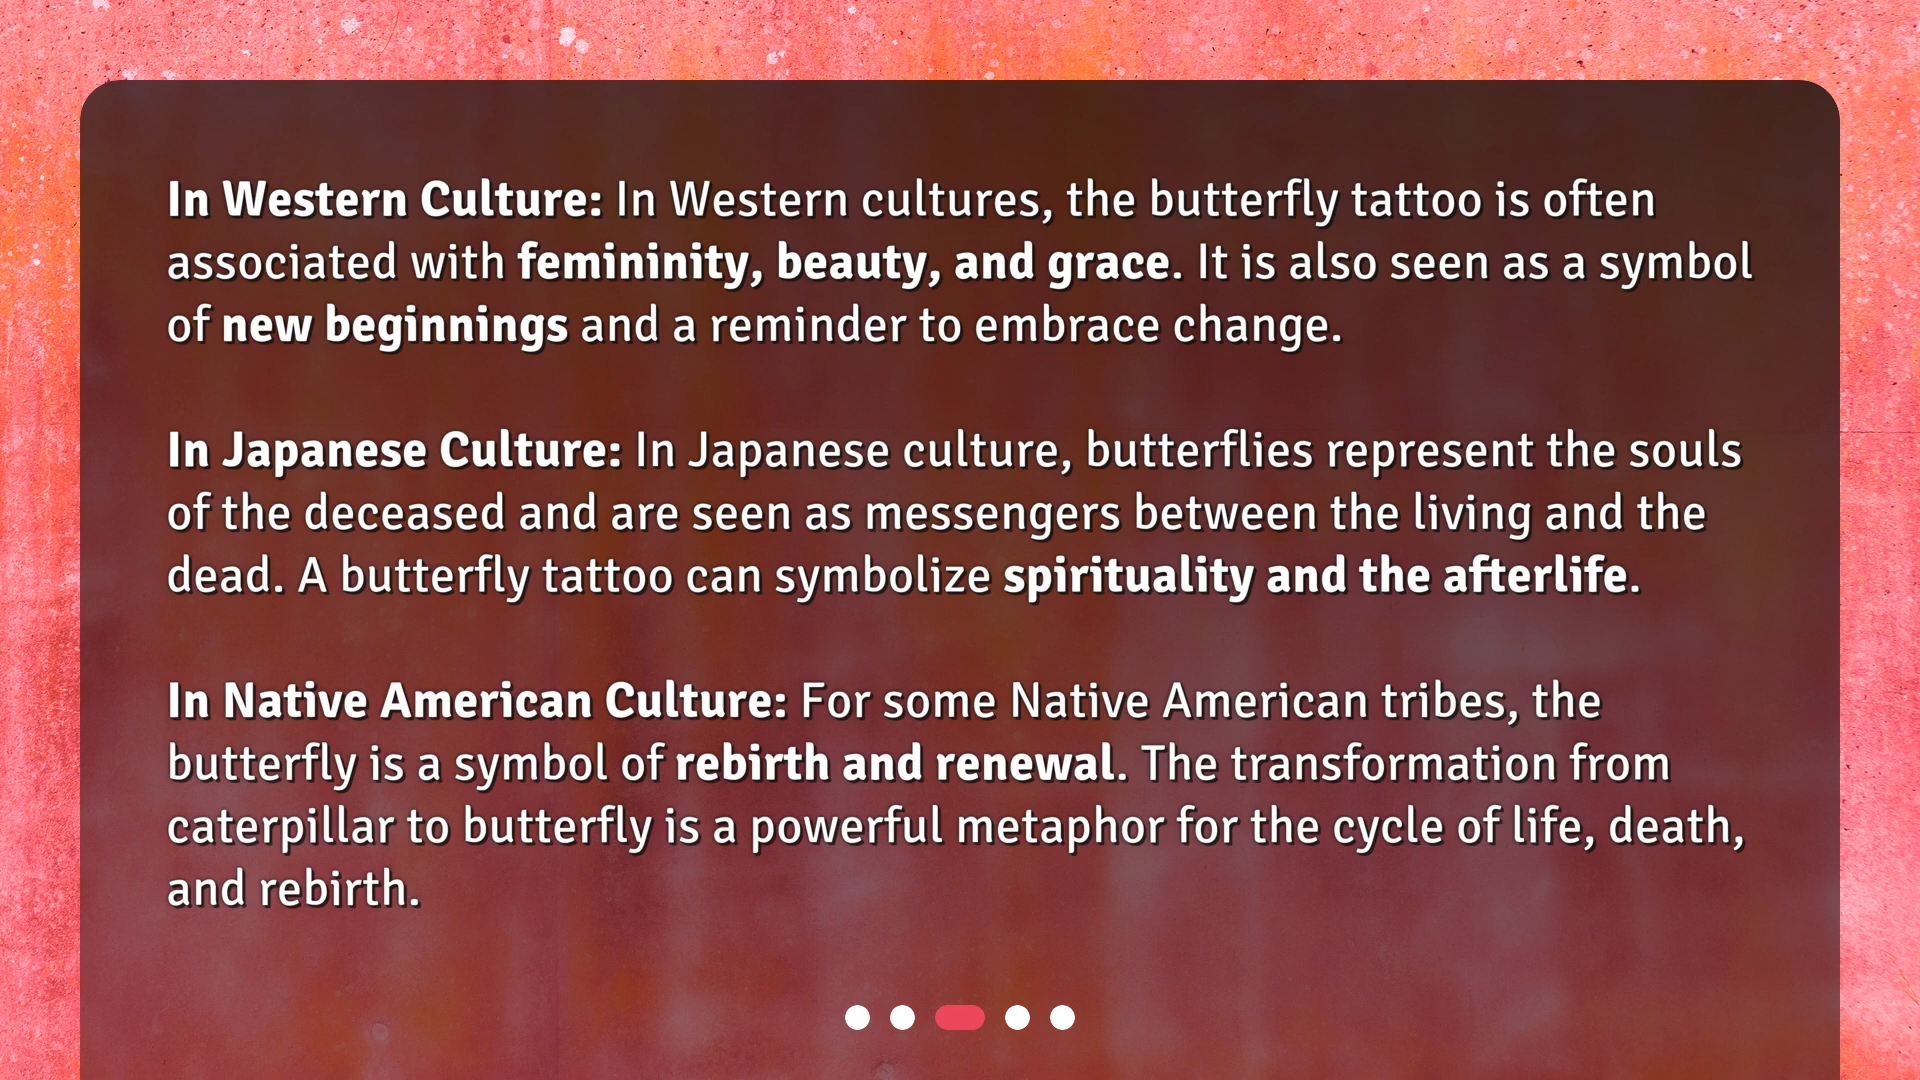 In Western Culture: In Western cultures, the butterfly tattoo is often
associated with femininity, beauty, and grace. It is also seen as a symbol
of new beginnings and a reminder to embrace change.
In Japanese Culture: In Japanese culture, butterflies represent the souls
of the deceased and are seen as messengers between the living and the
dead. A butterfly tattoo can symbolize spirituality and the afterlife.
In Native American Culture: For some Native American tribes, the
butterfly is a symbol of rebirth and renewal. The transformation from
caterpillar to butterfly is a powerful metaphor for the cycle of life, death,
and rebirth.